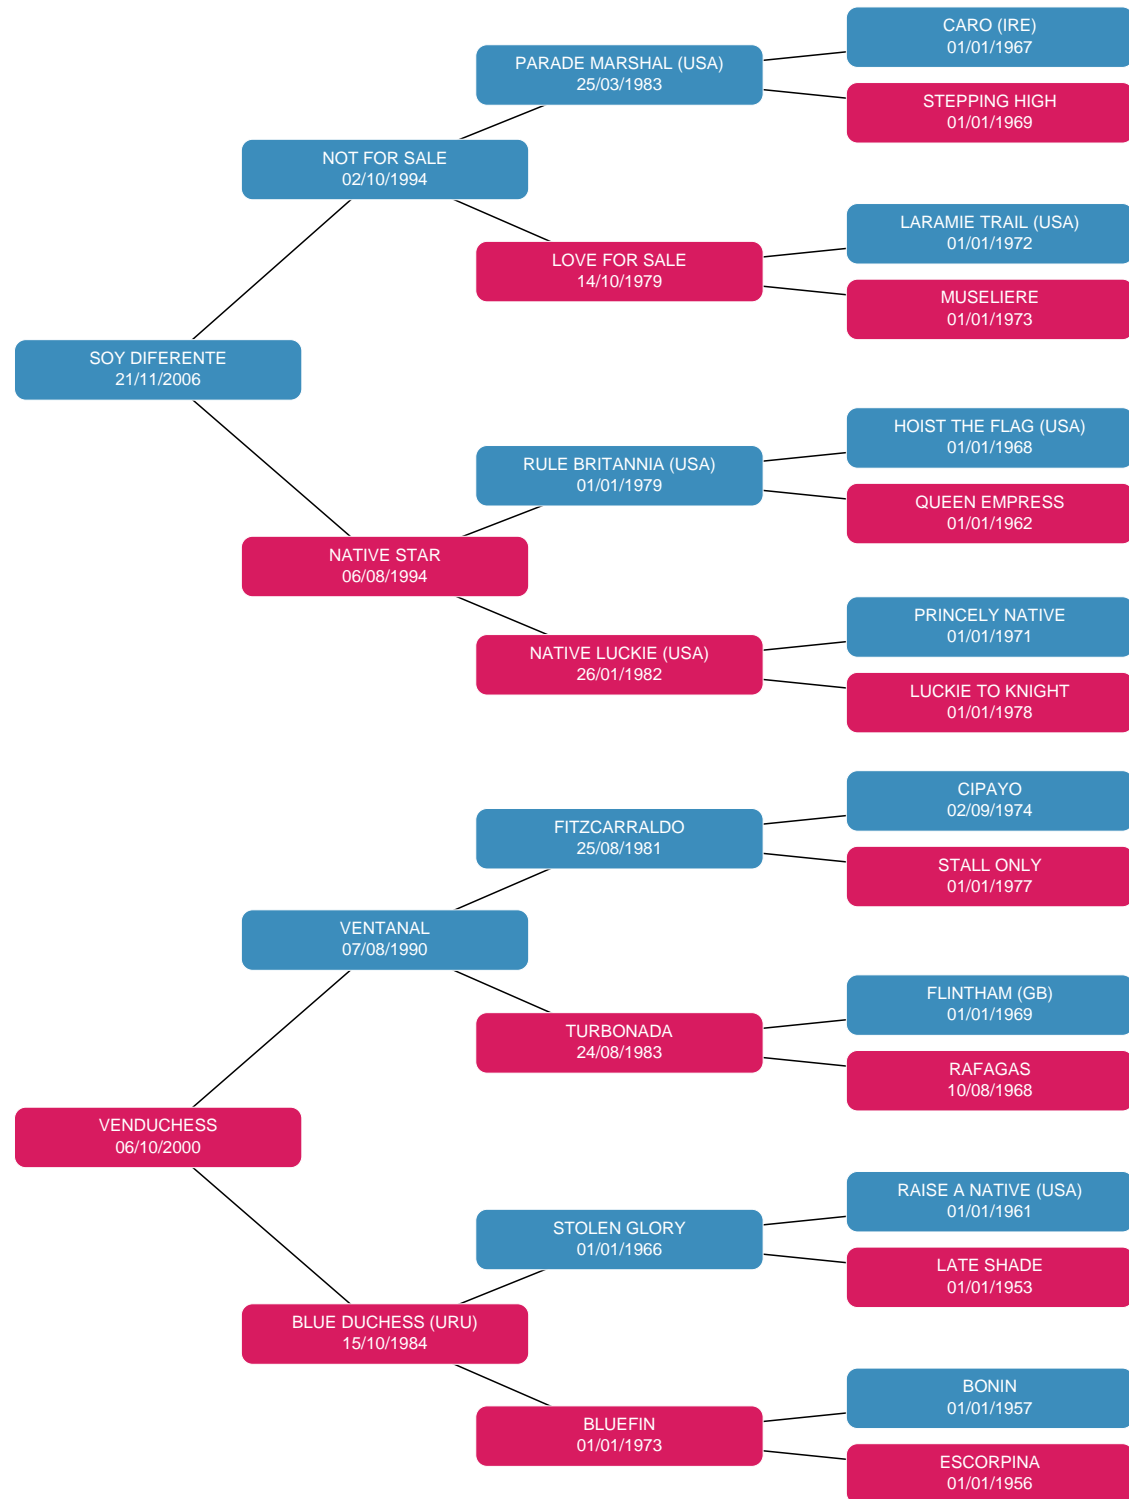 CARO (IRE)
01/01/1967
PARADE MARSHAL (USA)
25/03/1983
STEPPING HIGH
01/01/1969
NOT FOR SALE
02/10/1994
LARAMIE TRAIL (USA)
01/01/1972
LOVE FOR SALE
14/10/1979
MUSELIERE
01/01/1973
SOY DIFERENTE
21/11/2006
HOIST THE FLAG (USA)
01/01/1968
RULE BRITANNIA (USA)
01/01/1979
QUEEN EMPRESS
01/01/1962
NATIVE STAR
06/08/1994
PRINCELY NATIVE
01/01/1971
NATIVE LUCKIE (USA)
26/01/1982
LUCKIE TO KNIGHT
01/01/1978
CIPAYO
02/09/1974
FITZCARRALDO
25/08/1981
STALL ONLY
01/01/1977
VENTANAL
07/08/1990
FLINTHAM (GB)
01/01/1969
TURBONADA
24/08/1983
RAFAGAS
10/08/1968
VENDUCHESS
06/10/2000
RAISE A NATIVE (USA)
01/01/1961
STOLEN GLORY
01/01/1966
LATE SHADE
01/01/1953
BLUE DUCHESS (URU)
15/10/1984
BONIN
01/01/1957
BLUEFIN
01/01/1973
ESCORPINA
01/01/1956